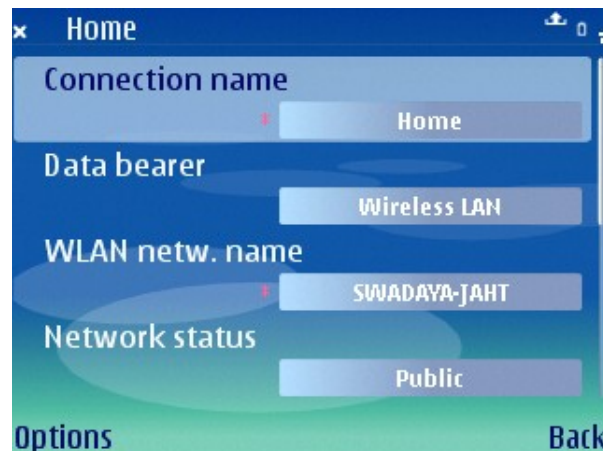 Home
Connection name
* Home
Data bearer
Wireless LAN
WLAN netw. name
* SWADAYA-JAHT
Network status
Public
Options Back